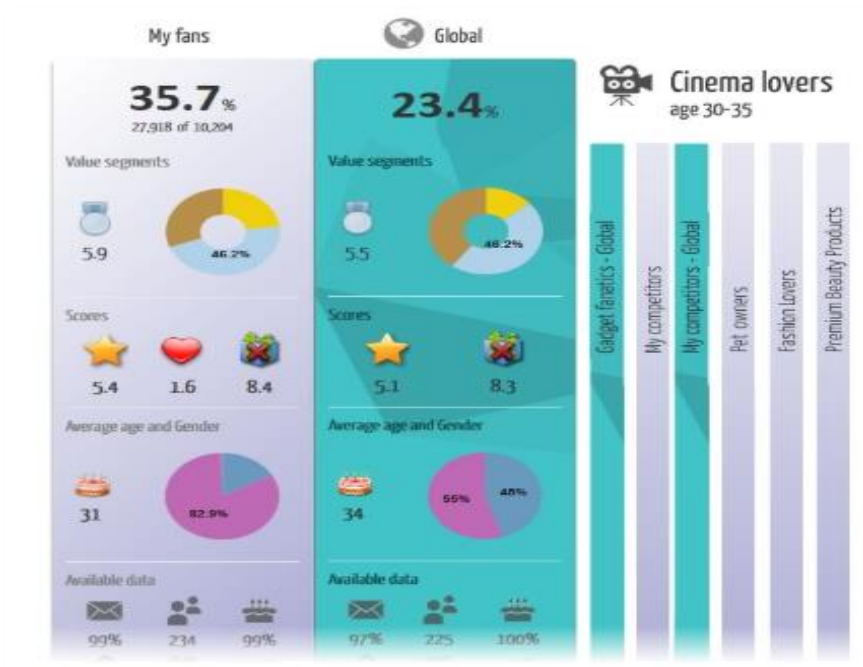 My fans
35.7%
27,918 of 10,204
Value segments
5.9
46.2%
Scores
5.4 1.6 8.4
Average age and Gender
31
82.9%
Available data
99% 234 99%
Global
23.4%
Value segments
5.5
46.2%
Scores
5.1 8.3
Average age and Gender
34
55% 46%
Available data
97% 225 100%
Cinema lovers
age 30-35
Gadget fanatics - Global
My competitors
My competitors - Global
Pet owners
Fashion Lovers
Premium Beauty Products